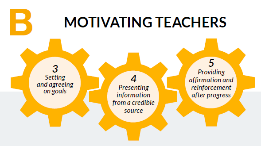 B
MOTIVATING TEACHERS
3
Setting
and agreeing
on goals
4
Presenting
information
from a credible
source
5
Providing
affirmation and
reinforcement
after progress